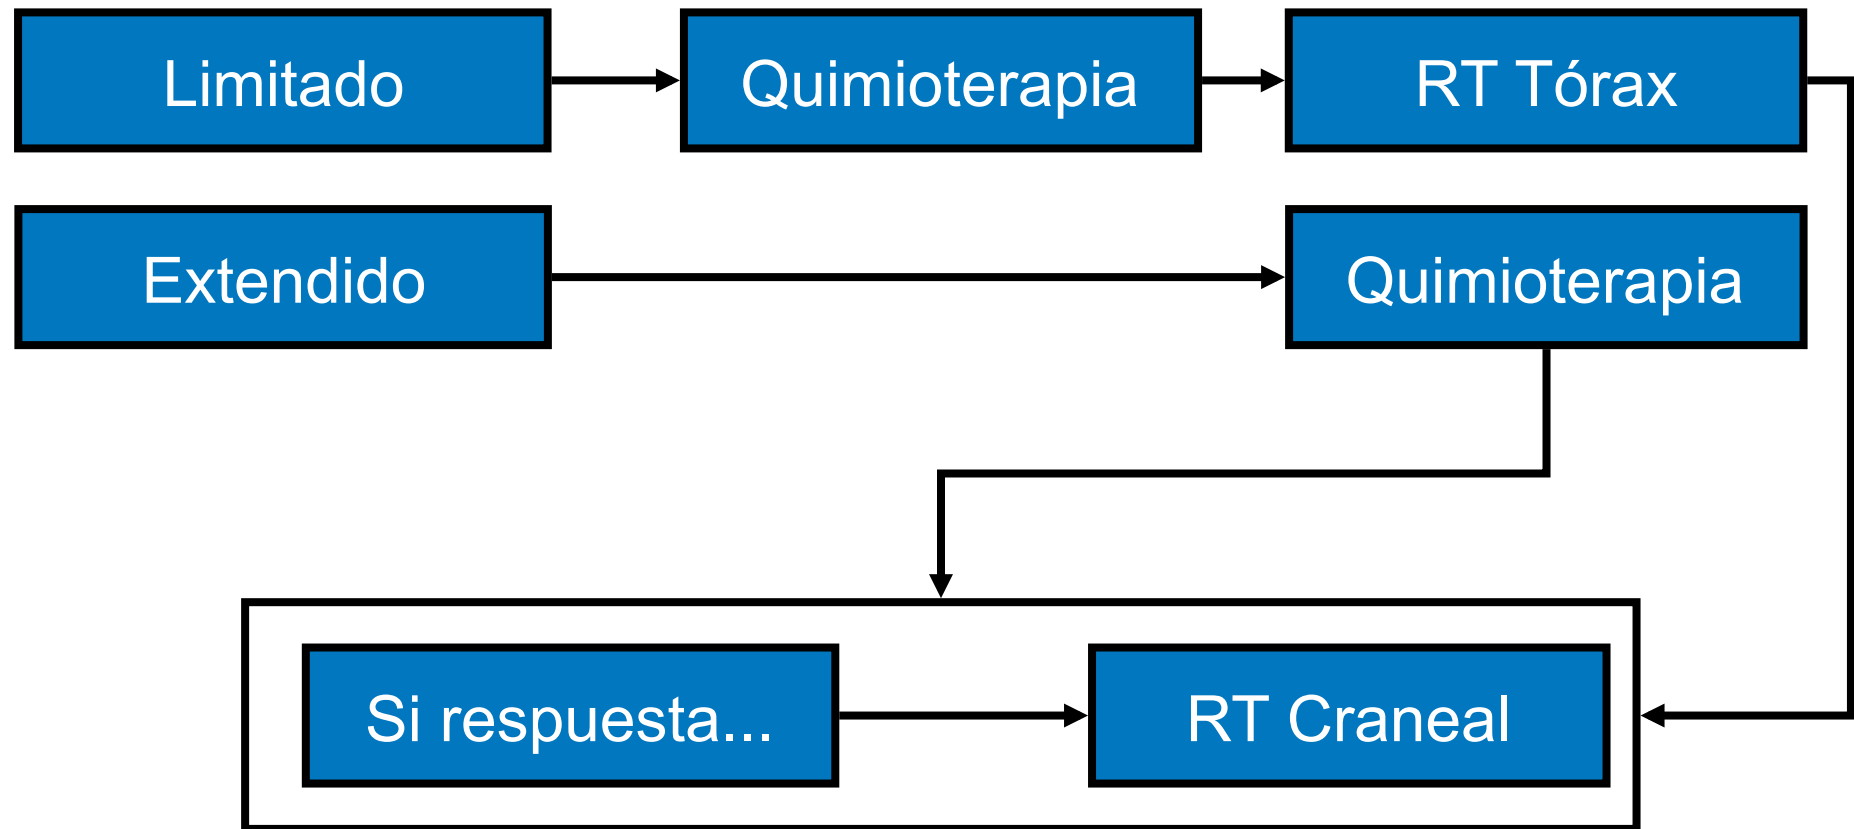 Limitado
Quimioterapia
RT Tórax
Extendido
Quimioterapia
Si respuesta...
RT Craneal